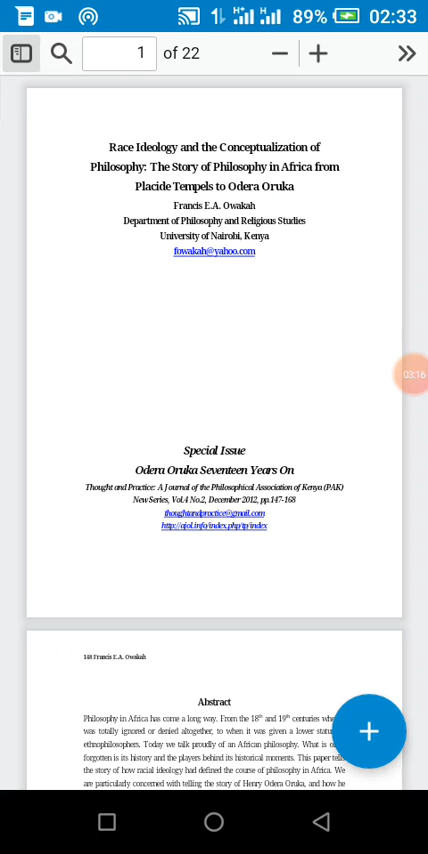 89% 02:33
1 of 22
Race Ideology and the Conceptualization of
Philosophy: The Story of Philosophy in Africa from
Placide Tempels to Odera Oruka
Francis E.A. Owakah
Department of Philosophy and Religious Studies
University of Nairobi, Kenya
fowakah@yahoo.com
03:16
Special Issue
Odera Oruka Seventeen Years On
Thought and Practice: A Journal of the Philosophical Association of Kenya (PAK)
New Series, Vol.4 No.2, December 2012, pp.147-168
thoughtandpractice@gmail.com
http://ajol.info/index.php/tp/index
148 Francis E.A. Owakah
Abstract
Philosophy in Africa has come a long way. From the 18th and 19th centuries
was totally ignored or denied altogether, to when it was given a lower
ethnophilosophers. Today we talk proudly of an African philosophy. What is
forgotten is its history and the players behind its historical moments. This paper tells
the story of how racial ideology had defined the course of philosophy in Africa. We
are particularly concerned with telling the story of Henry Odera Oruka, and how he